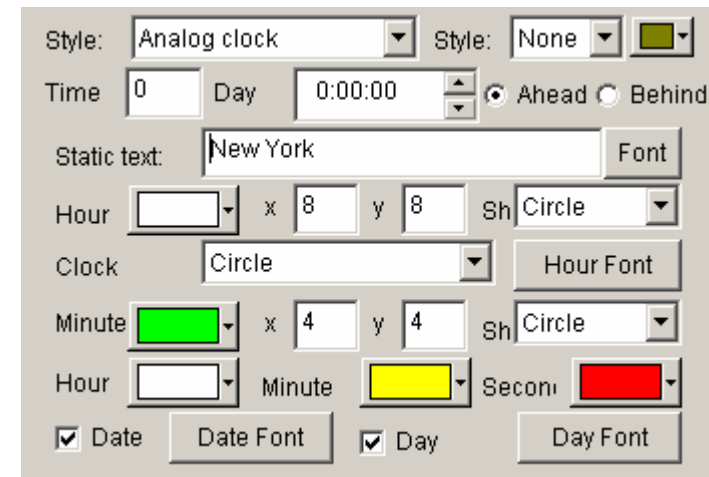 Style: Analog clock Style: None
Time 0 Day 0:00:00 Ahead Behind
Static text: New York Font
Hour x 8 y 8 Sh Circle
Clock Circle Hour Font
Minute x 4 y 4 Sh Circle
Hour Minute Secon
Date Date Font Day Day Font